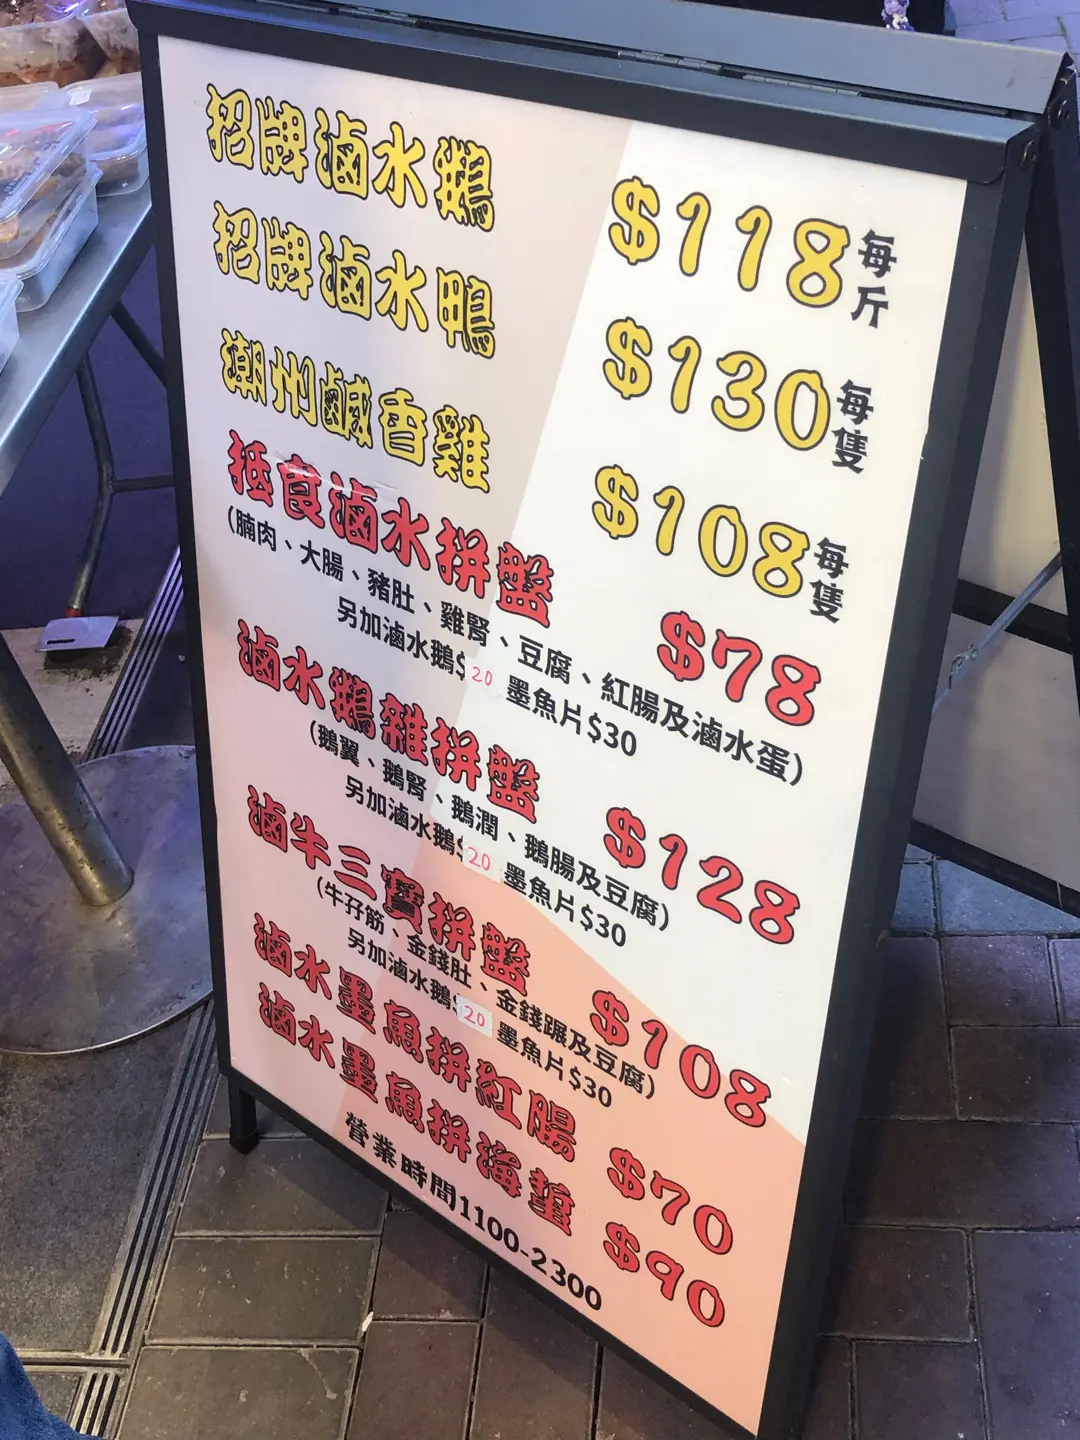 招牌滷水鵝 $118 每斤
招牌滷水鴨 $130 每隻
潮州鹹香雞 $108 每隻
抵食滷水拼盤 $78
(腩肉、大腸、豬肚、雞腎、豆腐、紅腸及滷水蛋)
另加滷水鵝$20 墨魚片$30
滷水鵝雜拼盤 $128
(鵝翼、鵝腎、鵝潤、鵝腸及豆腐)
另加滷水鵝$20 墨魚片$30
滷牛三寶拼盤 $108
(牛孖筋、金錢肚、金錢𨃩及豆腐)
另加滷水鵝$20 墨魚片$30
滷水墨魚拼紅腸 $70
滷水墨魚拼海蜇 $90
營業時間1100-2300